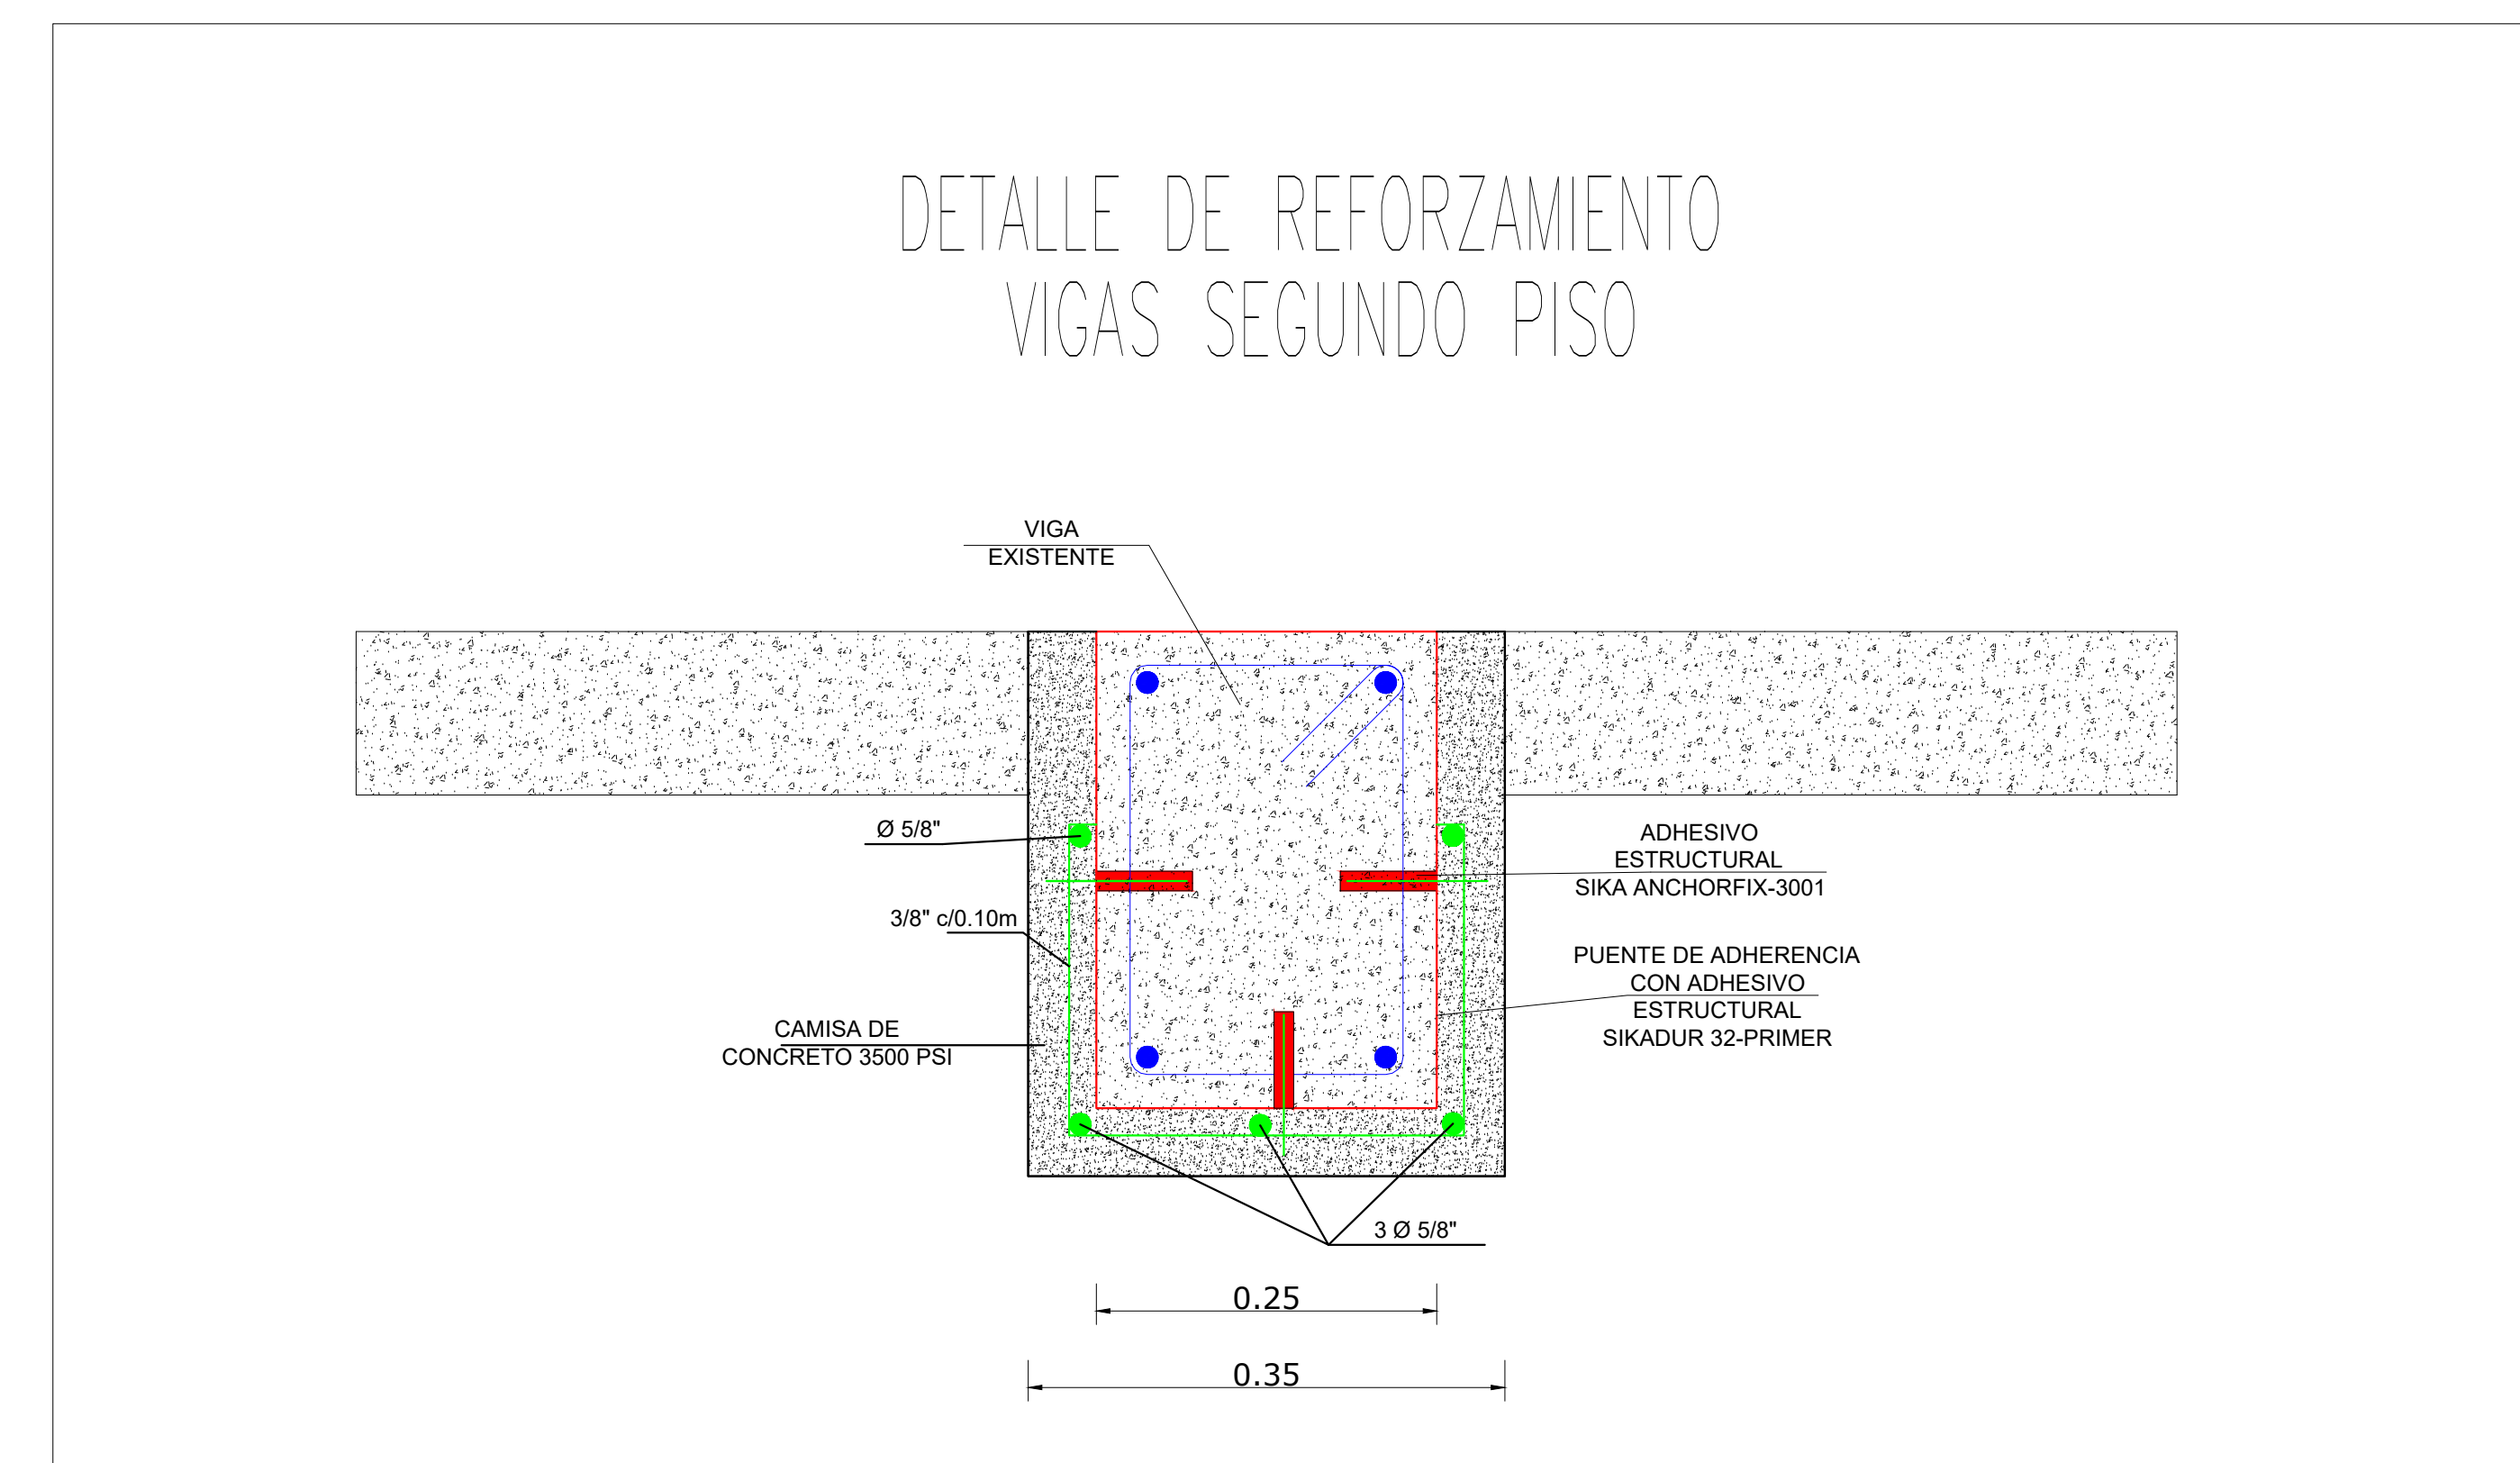 DETALLE DE REFORZAMIENTO
VIGAS SEGUNDO PISO
VIGA
EXISTENTE
Ø 5/8"
3/8" c/0.10m
CAMISA DE
CONCRETO 3500 PSI
ADHESIVO
ESTRUCTURAL
SIKA ANCHORFIX-3001
PUENTE DE ADHERENCIA
CON ADHESIVO
ESTRUCTURAL
SIKADUR 32-PRIMER
3 Ø 5/8"
0.25
0.35